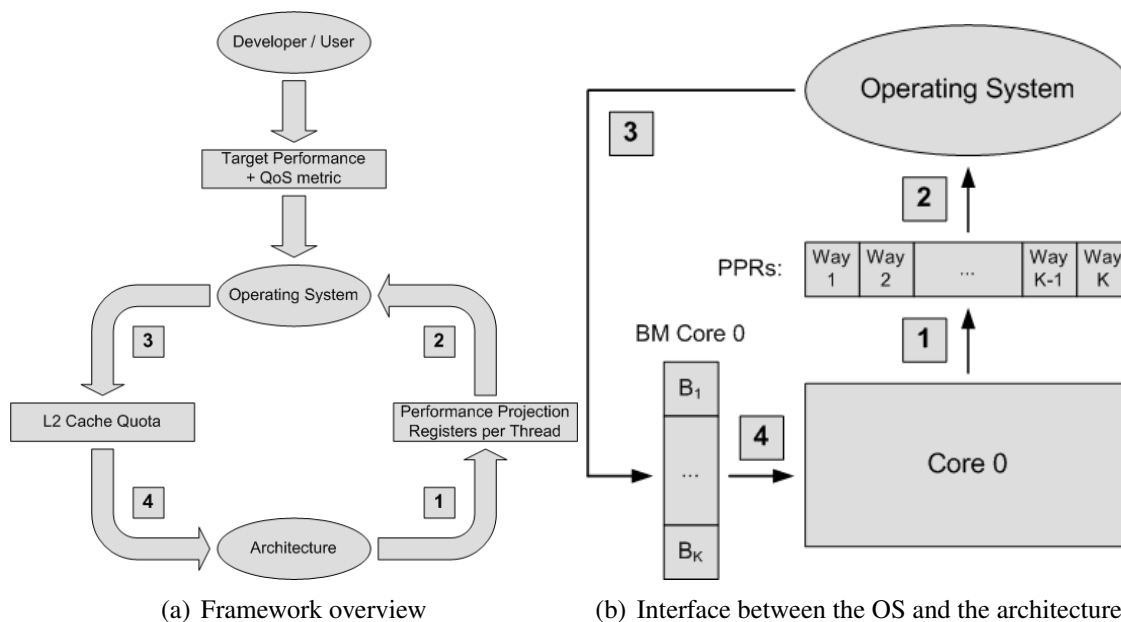 Developer / User
Target Performance
+ QoS metric
Operating System
3
2
L2 Cache Quota
Performance Projection
Registers per Thread
4
1
Architecture
(a) Framework overview
Operating System
3
2
PPRs:
Way
1
Way
2
...
Way
K-1
Way
K
1
BM Core 0
B1
...
BK
4
Core 0
(b) Interface between the OS and the architecture